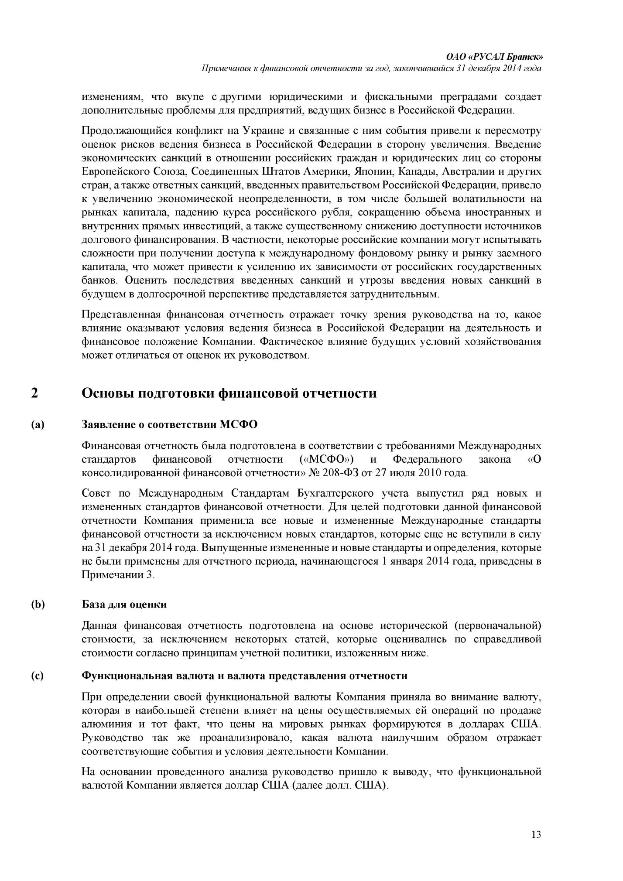 ОАО «РУСАЛ Братск»
Примечания к финансовой отчетности за год, закончившийся 31 декабря 2014 года
изменениям, что вкупе с другими юридическими и фискальными преградами создает
дополнительные проблемы для предприятий, ведущих бизнес в Российской Федерации.
Продолжающийся конфликт на Украине и связанные с ним события привели к пересмотру
оценок рисков ведения бизнеса в Российской Федерации в сторону увеличения. Введение
экономических санкций в отношении российских граждан и юридических лиц со стороны
Европейского Союза, Соединенных Штатов Америки, Японии, Канады, Австралии и других
стран, а также ответных санкций, введенных правительством Российской Федерации, привело
к увеличению экономической неопределенности, в том числе большей волатильности на
рынках капитала, падению курса российского рубля, сокращению объема иностранных и
внутренних прямых инвестиций, а также существенному снижению доступности источников
долгового финансирования. В частности, некоторые российские компании могут испытывать
сложности при получении доступа к международному фондовому рынку и рынку заемного
капитала, что может привести к усилению их зависимости от российских государственных
банков. Оценить последствия введенных санкций и угрозы введения новых санкций в
будущем в долгосрочной перспективе представляется затруднительным.
Представленная финансовая отчетность отражает точку зрения руководства на то, какое
влияние оказывают условия ведения бизнеса в Российской Федерации на деятельность и
финансовое положение Компании. Фактическое влияние будущих условий хозяйствования
может отличаться от оценок их руководством.
2 Основы подготовки финансовой отчетности
(a) Заявление о соответствии МСФО
Финансовая отчетность была подготовлена в соответствии с требованиями Международных
стандартов финансовой отчетности («МСФО») и Федерального закона «О
консолидированной финансовой отчетности» № 208-ФЗ от 27 июля 2010 года.
Совет по Международным Стандартам Бухгалтерского учета выпустил ряд новых и
измененных стандартов финансовой отчетности. Для целей подготовки данной финансовой
отчетности Компания применила все новые и измененные Международные стандарты
финансовой отчетности за исключением новых стандартов, которые еще не вступили в силу
на 31 декабря 2014 года. Выпущенные измененные и новые стандарты и определения, которые
не были применены для отчетного периода, начинающегося 1 января 2014 года, приведены в
Примечании 3.
(b) База для оценки
Данная финансовая отчетность подготовлена на основе исторической (первоначальной)
стоимости, за исключением некоторых статей, которые оценивались по справедливой
стоимости согласно принципам учетной политики, изложенным ниже.
(c) Функциональная валюта и валюта представления отчетности
При определении своей функциональной валюты Компания приняла во внимание валюту,
которая в наибольшей степени влияет на цены осуществляемых ей операций по продаже
алюминия и тот факт, что цены на мировых рынках формируются в долларах США.
Руководство так же проанализировало, какая валюта наилучшим образом отражает
соответствующие события и условия деятельности Компании.
На основании проведенного анализа руководство пришло к выводу, что функциональной
валютой Компании является доллар США (далее долл. США).
13